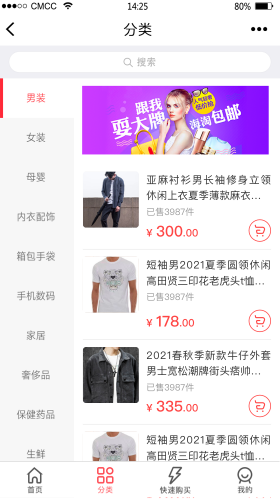 CMCC 14:25 80%
分类
搜索
男装
女装
母婴
内衣配饰
箱包手袋
手机数码
家居
奢侈品
保健药品
生鲜
跟我
耍大牌
人气好看
低价给
海淘包邮
亚麻衬衫男长袖修身立领
休闲上衣夏季薄款麻衣...
已售3987件
¥ 300.00
短袖男2021夏季圆领休闲
高田贤三印花老虎头t恤...
已售3987件
¥ 178.00
2021春秋季新款牛仔外套
男士宽松潮牌街头痞帅...
已售3987件
¥ 335.00
短袖男2021夏季圆领休闲
高田贤三印花老虎头t恤...
首页
分类
快速购买
我的